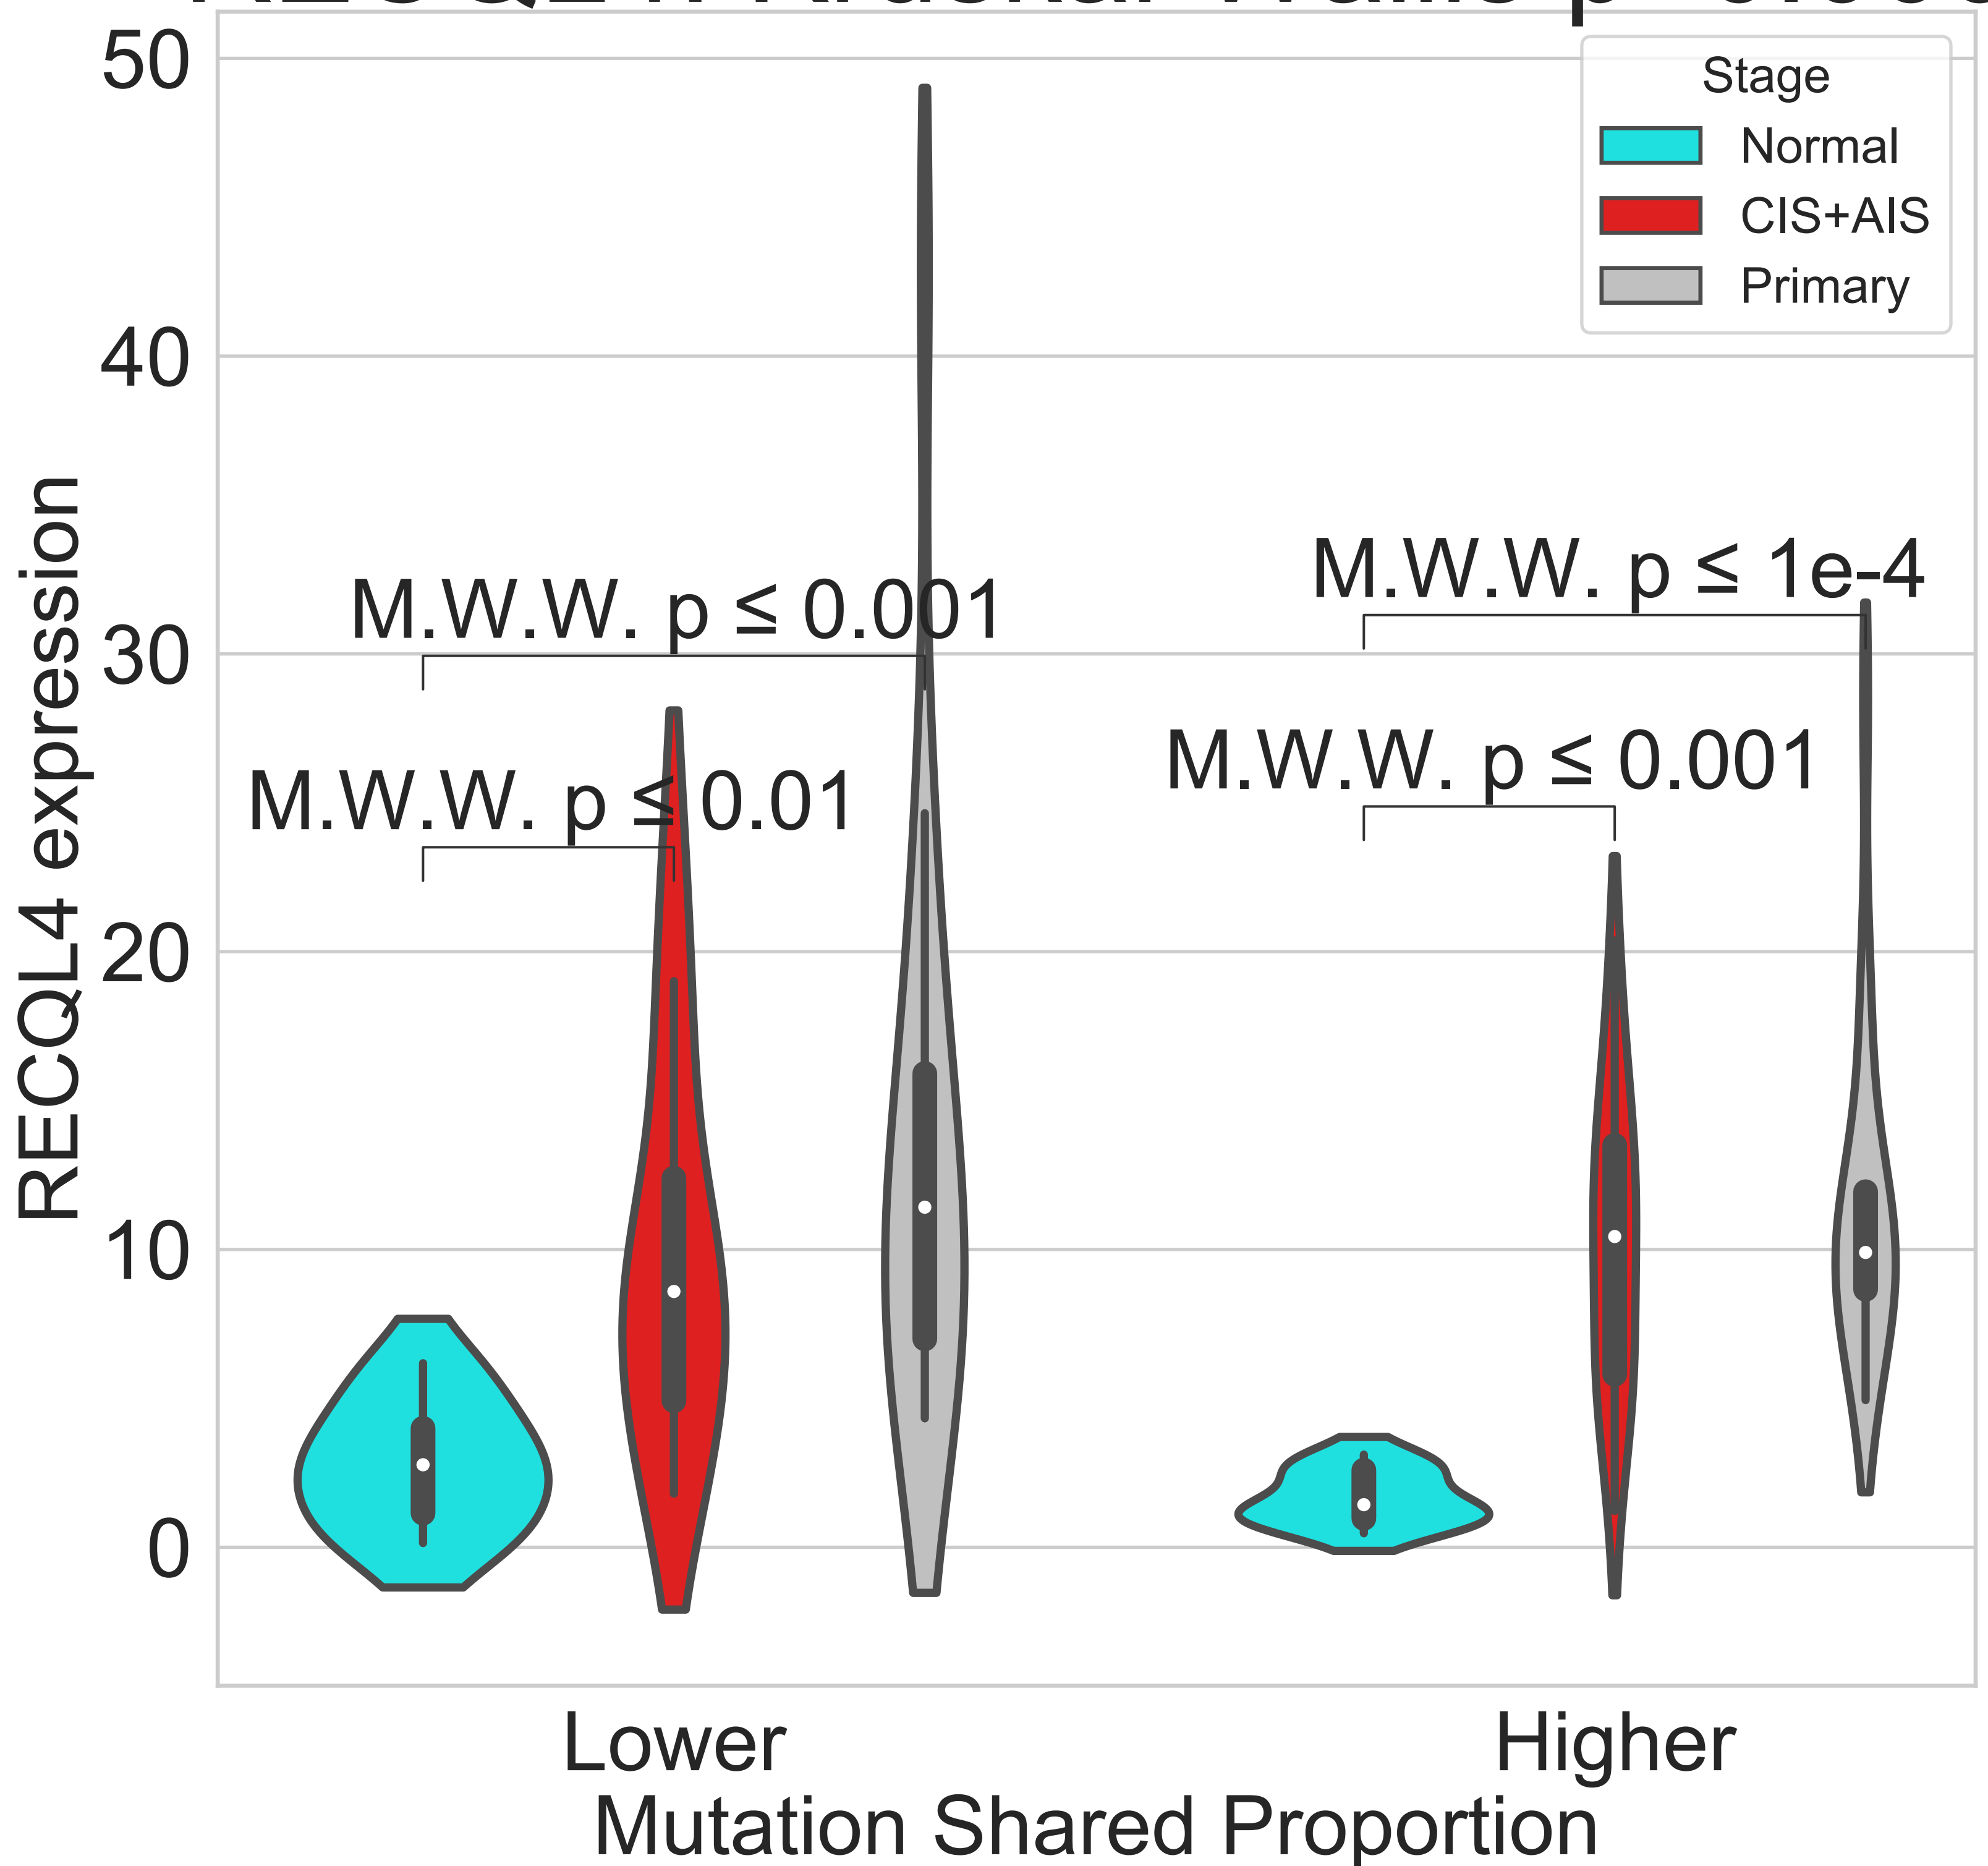 50
40
30
20
10
0
RECQL4 expression
Stage
Normal
CIS+AIS
Primary
M.W.W. p ≤ 0.001
M.W.W. p ≤ 0.01
M.W.W. p ≤ 1e-4
M.W.W. p ≤ 0.001
Lower
Higher
Mutation Shared Proportion